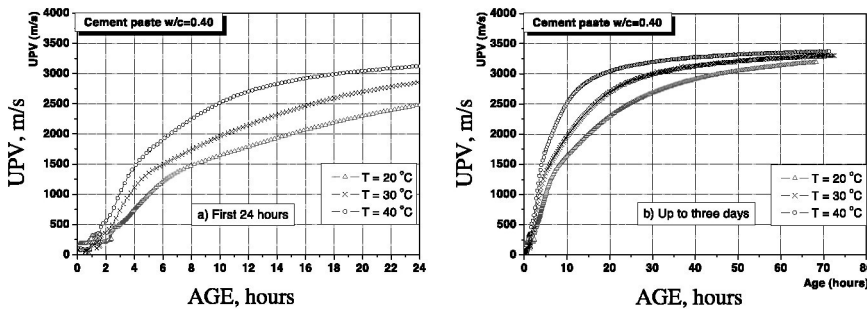 Cement paste w/c=0.40
UPV (m/s)
4000
3500
3000
2500
2000
1500
1000
500
0
UPV, m/s
T = 20 °C
T = 30 °C
T = 40 °C
a) First 24 hours
0 2 4 6 8 10 12 14 16 18 20 22 24
AGE, hours
Cement paste w/c=0.40
UPV (m/s)
4000
3500
3000
2500
2000
1500
1000
500
0
UPV, m/s
T = 20 °C
T = 30 °C
T = 40 °C
b) Up to three days
0 10 20 30 40 50 60 70 80
Age (hours)
AGE, hours